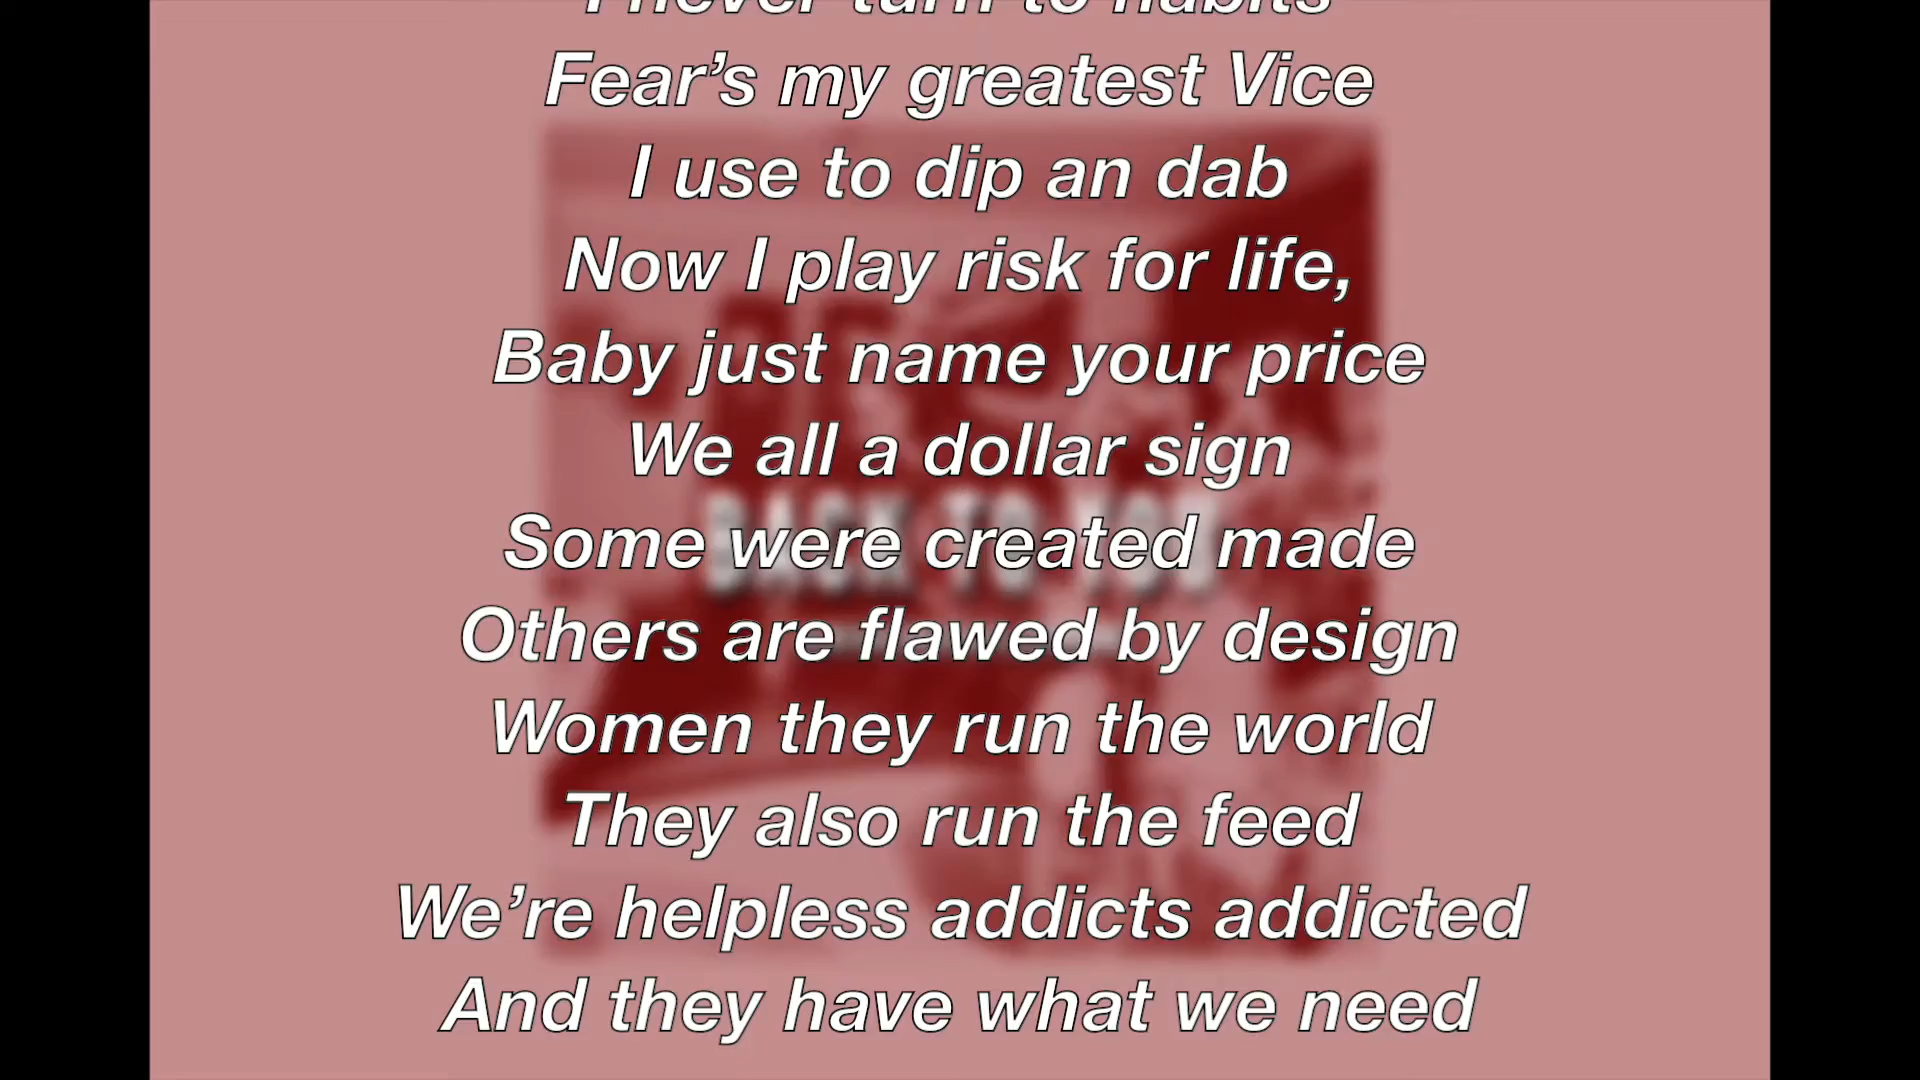 I never turn to habits
Fear’s my greatest Vice
I use to dip an dab
Now I play risk for life,
Baby just name your price
We all a dollar sign
BACK TO YOU
Some were created made
Others are flawed by design
Women they run the world
They also run the feed
We’re helpless addicts addicted
And they have what we need